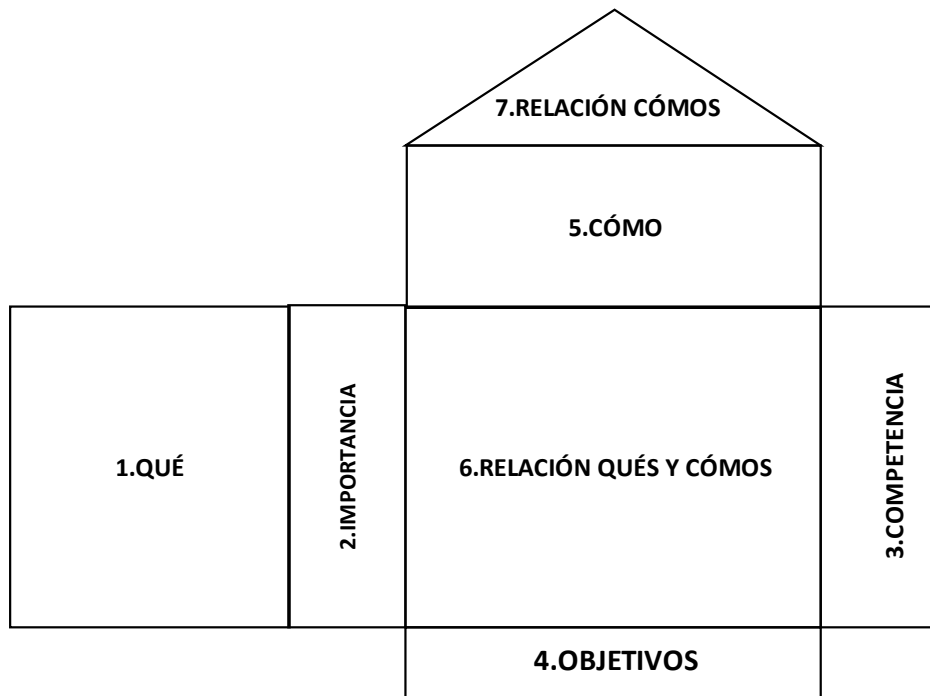 7.RELACIÓN CÓMOS
5.CÓMO
1.QUÉ
2.IMPORTANCIA
6.RELACIÓN QUÉS Y CÓMOS
3.COMPETENCIA
4.OBJETIVOS